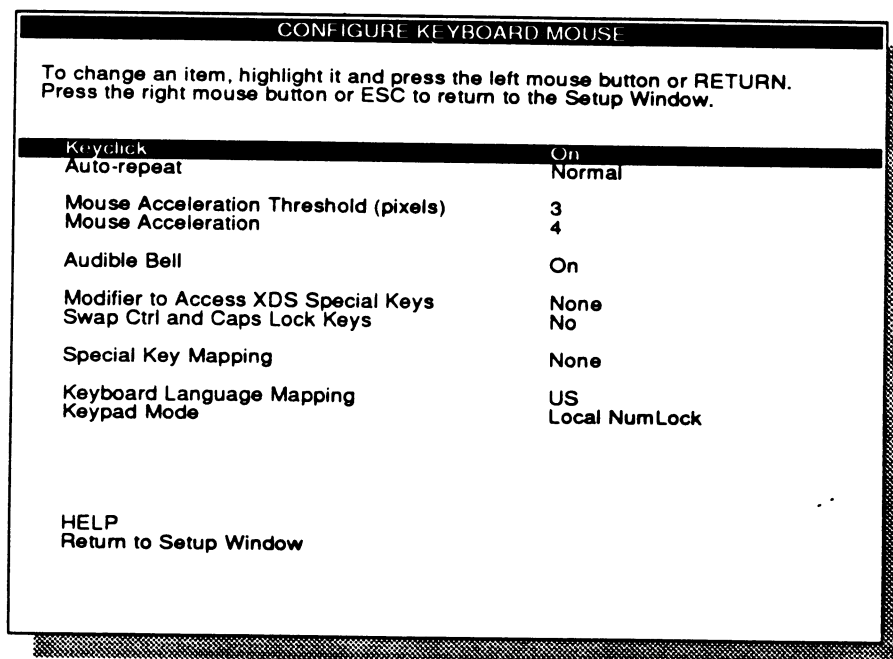 CONFIGURE KEYBOARD MOUSE
To change an item, highlight it and press the left mouse button or RETURN.
Press the right mouse button or ESC to return to the Setup Window.
Keyclick On
Auto-repeat Normal
Mouse Acceleration Threshold (pixels) 3
Mouse Acceleration 4
Audible Bell On
Modifier to Access XDS Special Keys None
Swap Ctrl and Caps Lock Keys No
Special Key Mapping None
Keyboard Language Mapping US
Keypad Mode Local NumLock
HELP
Return to Setup Window